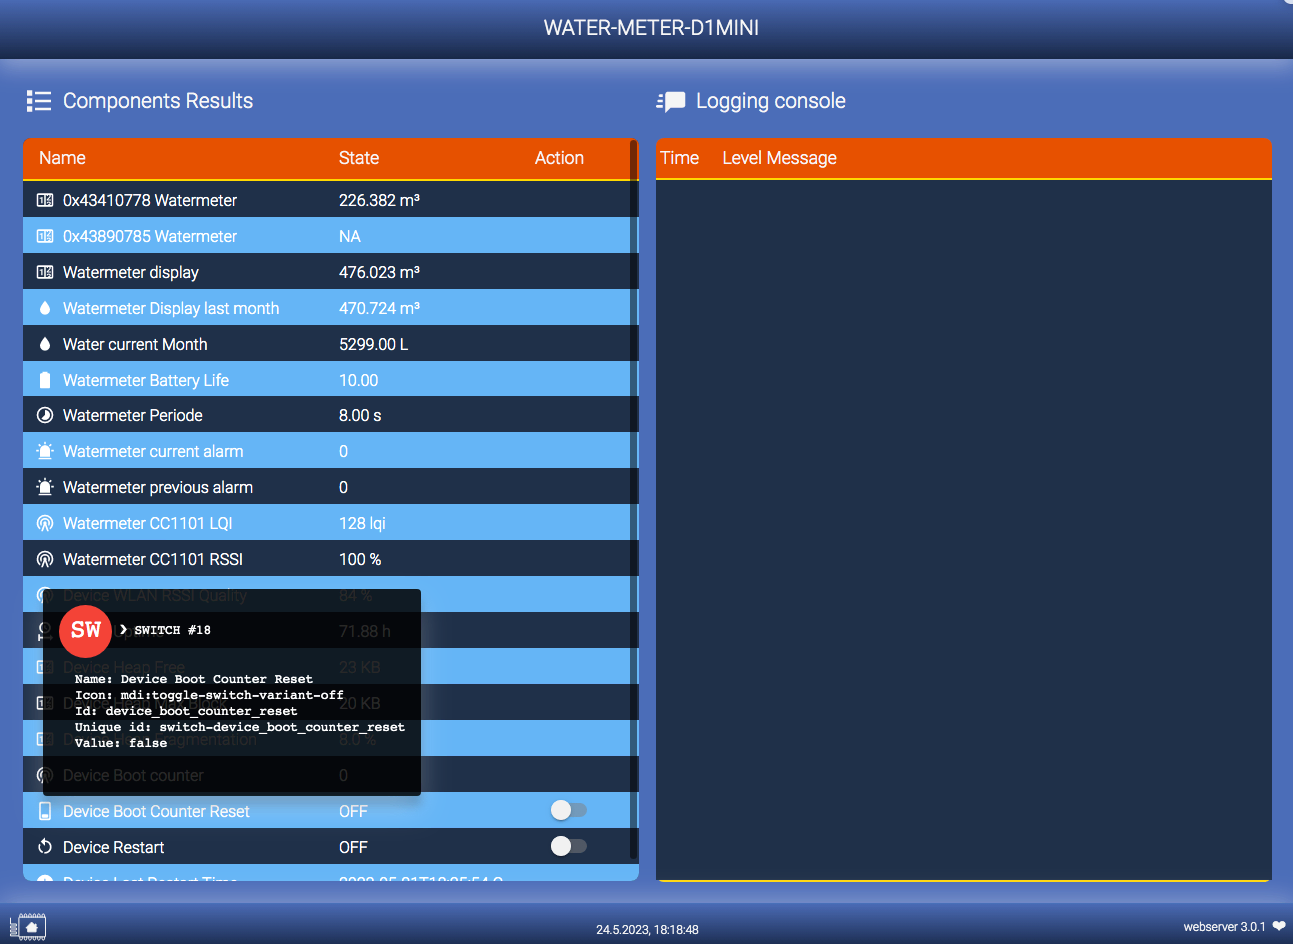 WATER-METER-D1MINI
Components Results
Name State Action
0x43410778 Watermeter 226.382 m³
0x43890785 Watermeter NA
Watermeter display 476.023 m³
Watermeter Display last month 470.724 m³
Water current Month 5299.00 L
Watermeter Battery Life 10.00
Watermeter Periode 8.00 s
Watermeter current alarm 0
Watermeter previous alarm 0
Watermeter CC1101 LQI 128 lqi
Watermeter CC1101 RSSI 100 %
Device WLAN RSSI Quality 84 %
71.88 h
Device Heap Free 23 KB
20 KB
8.0 %
Device Boot counter 0
SW
SWITCH #18
Name: Device Boot Counter Reset
Icon: mdi:toggle-switch-variant-off
Id: device_boot_counter_reset
Unique id: switch-device_boot_counter_reset
Value: false
Device Boot Counter Reset OFF
Device Restart OFF
Device Last Restart Time
Logging console
Time Level Message
24.5.2023, 18:18:48
webserver 3.0.1